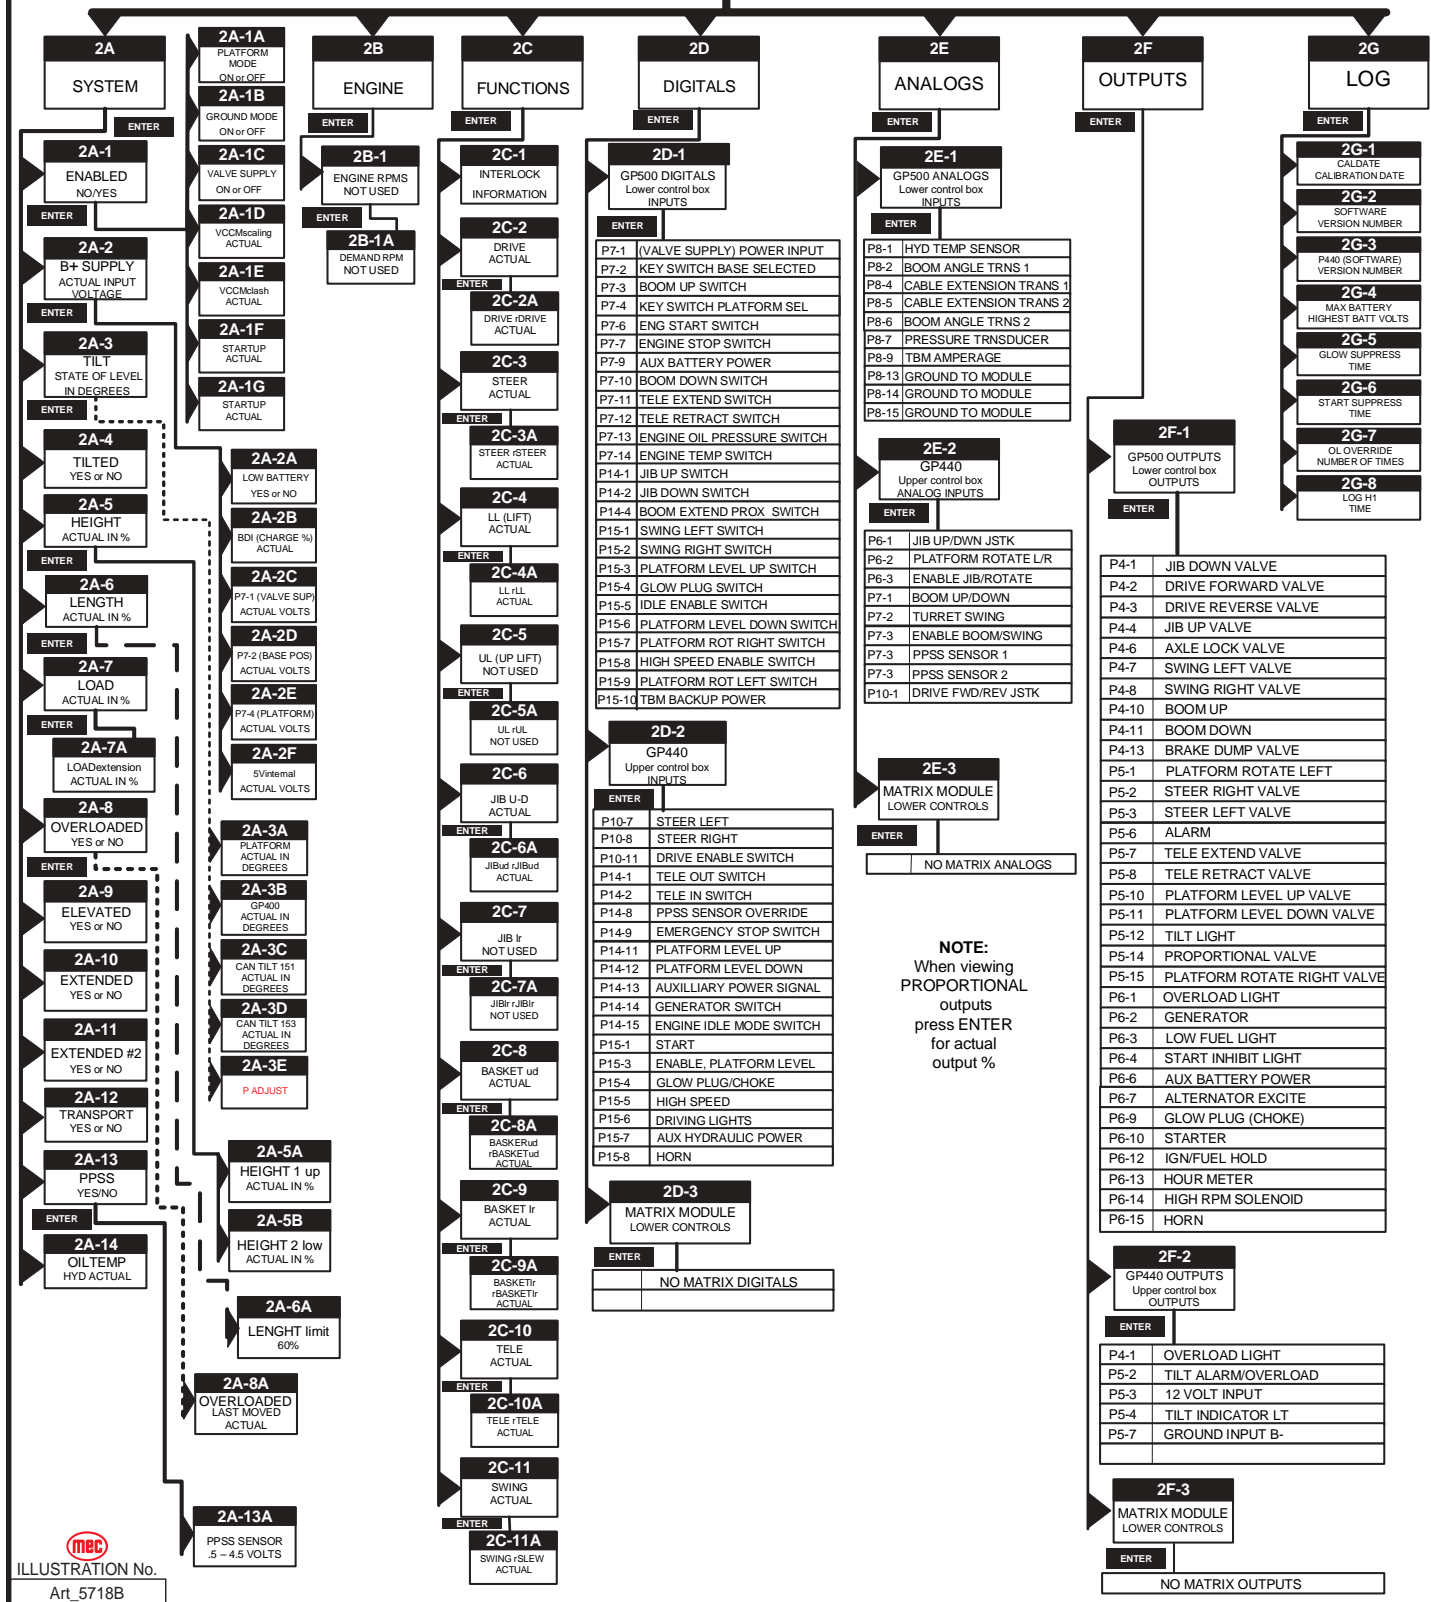 2A
SYSTEM
ENTER
2A-1
ENABLED
NO/YES
ENTER
2A-2
B+ SUPPLY
ACTUAL INPUT
VOLTAGE
ENTER
2A-3
TILT
STATE OF LEVEL
IN DEGREES
ENTER
2A-4
TILTED
YES or NO
2A-5
HEIGHT
ACTUAL IN %
ENTER
2A-6
LENGTH
ACTUAL IN %
ENTER
2A-7
LOAD
ACTUAL IN %
ENTER
2A-7A
LOADextension
ACTUAL IN %
2A-8
OVERLOADED
YES or NO
ENTER
2A-9
ELEVATED
YES or NO
2A-10
EXTENDED
YES or NO
2A-11
EXTENDED #2
YES or NO
2A-12
TRANSPORT
YES or NO
2A-13
PPSS
YES/NO
ENTER
2A-14
OILTEMP
HYD ACTUAL
2A-1A
PLATFORM
MODE
ON or OFF
2A-1B
GROUND MODE
ON or OFF
2A-1C
VALVE SUPPLY
ON or OFF
2A-1D
VCCMscaling
ACTUAL
2A-1E
VCCMclash
ACTUAL
2A-1F
STARTUP
ACTUAL
2A-1G
STARTUP
ACTUAL
2A-2A
LOW BATTERY
YES or NO
2A-2B
BDI (CHARGE %)
ACTUAL
2A-2C
P7-1 (VALVE SUP)
ACTUAL VOLTS
2A-2D
P7-2 (BASE POS)
ACTUAL VOLTS
2A-2E
P7-4 (PLATFORM)
ACTUAL VOLTS
2A-2F
5Vinternal
ACTUAL VOLTS
2A-3A
PLATFORM
ACTUAL IN
DEGREES
2A-3B
GP400
ACTUAL IN
DEGREES
2A-3C
CAN TILT 151
ACTUAL IN
DEGREES
2A-3D
CAN TILT 153
ACTUAL IN
DEGREES
2A-3E
P ADJUST
2A-5A
HEIGHT 1 up
ACTUAL IN %
2A-5B
HEIGHT 2 low
ACTUAL IN %
2A-6A
LENGHT limit
60%
2A-8A
OVERLOADED
LAST MOVED
ACTUAL
2A-13A
PPSS SENSOR
.5 – 4.5 VOLTS
2B
ENGINE
ENTER
2B-1
ENGINE RPMS
NOT USED
ENTER
2B-1A
DEMAND RPM
NOT USED
2C
FUNCTIONS
ENTER
2C-1
INTERLOCK
INFORMATION
2C-2
DRIVE
ACTUAL
ENTER
2C-2A
DRIVE rDRIVE
ACTUAL
2C-3
STEER
ACTUAL
ENTER
2C-3A
STEER rSTEER
ACTUAL
2C-4
LL (LIFT)
ACTUAL
ENTER
2C-4A
LL rLL
ACTUAL
2C-5
UL (UP LIFT)
NOT USED
ENTER
2C-5A
UL rUL
NOT USED
2C-6
JIB U-D
ACTUAL
ENTER
2C-6A
JIBud rJIBud
ACTUAL
2C-7
JIB lr
NOT USED
ENTER
2C-7A
JIBlr rJIBlr
NOT USED
2C-8
BASKET ud
ACTUAL
ENTER
2C-8A
BASKERud
rBASKETud
ACTUAL
2C-9
BASKET lr
ACTUAL
ENTER
2C-9A
BASKETlr
rBASKETlr
ACTUAL
2C-10
TELE
ACTUAL
ENTER
2C-10A
TELE rTELE
ACTUAL
2C-11
SWING
ACTUAL
ENTER
2C-11A
SWING rSLEW
ACTUAL
2D
DIGITALS
ENTER
2D-1
GP500 DIGITALS
Lower control box
INPUTS
ENTER
P7-1 (VALVE SUPPLY) POWER INPUT
P7-2 KEY SWITCH BASE SELECTED
P7-3 BOOM UP SWITCH
P7-4 KEY SWITCH PLATFORM SEL
P7-6 ENG START SWITCH
P7-7 ENGINE STOP SWITCH
P7-9 AUX BATTERY POWER
P7-10 BOOM DOWN SWITCH
P7-11 TELE EXTEND SWITCH
P7-12 TELE RETRACT SWITCH
P7-13 ENGINE OIL PRESSURE SWITCH
P7-14 ENGINE TEMP SWITCH
P14-1 JIB UP SWITCH
P14-2 JIB DOWN SWITCH
P14-4 BOOM EXTEND PROX SWITCH
P15-1 SWING LEFT SWITCH
P15-2 SWING RIGHT SWITCH
P15-3 PLATFORM LEVEL UP SWITCH
P15-4 GLOW PLUG SWITCH
P15-5 IDLE ENABLE SWITCH
P15-6 PLATFORM LEVEL DOWN SWITCH
P15-7 PLATFORM ROT RIGHT SWITCH
P15-8 HIGH SPEED ENABLE SWITCH
P15-9 PLATFORM ROT LEFT SWITCH
P15-10 TBM BACKUP POWER
2D-2
GP440
Upper control box
INPUTS
ENTER
P10-7 STEER LEFT
P10-8 STEER RIGHT
P10-11 DRIVE ENABLE SWITCH
P14-1 TELE OUT SWITCH
P14-2 TELE IN SWITCH
P14-8 PPSS SENSOR OVERRIDE
P14-9 EMERGENCY STOP SWITCH
P14-11 PLATFORM LEVEL UP
P14-12 PLATFORM LEVEL DOWN
P14-13 AUXILLIARY POWER SIGNAL
P14-14 GENERATOR SWITCH
P14-15 ENGINE IDLE MODE SWITCH
P15-1 START
P15-3 ENABLE, PLATFORM LEVEL
P15-4 GLOW PLUG/CHOKE
P15-5 HIGH SPEED
P15-6 DRIVING LIGHTS
P15-7 AUX HYDRAULIC POWER
P15-8 HORN
2D-3
MATRIX MODULE
LOWER CONTROLS
ENTER
NO MATRIX DIGITALS
2E
ANALOGS
ENTER
2E-1
GP500 ANALOGS
Lower control box
INPUTS
ENTER
P8-1 HYD TEMP SENSOR
P8-2 BOOM ANGLE TRNS 1
P8-4 CABLE EXTENSION TRANS 1
P8-5 CABLE EXTENSION TRANS 2
P8-6 BOOM ANGLE TRNS 2
P8-7 PRESSURE TRNSDUCER
P8-9 TBM AMPERAGE
P8-13 GROUND TO MODULE
P8-14 GROUND TO MODULE
P8-15 GROUND TO MODULE
2E-2
GP440
Upper control box
ANALOG INPUTS
ENTER
P6-1 JIB UP/DWN JSTK
P6-2 PLATFORM ROTATE L/R
P6-3 ENABLE JIB/ROTATE
P7-1 BOOM UP/DOWN
P7-2 TURRET SWING
P7-3 ENABLE BOOM/SWING
P7-3 PPSS SENSOR 1
P7-3 PPSS SENSOR 2
P10-1 DRIVE FWD/REV JSTK
2E-3
MATRIX MODULE
LOWER CONTROLS
ENTER
NO MATRIX ANALOGS
NOTE:
When viewing
PROPORTIONAL
outputs
press ENTER
for actual
output %
2F
OUTPUTS
ENTER
2F-1
GP500 OUTPUTS
Lower control box
OUTPUTS
ENTER
P4-1 JIB DOWN VALVE
P4-2 DRIVE FORWARD VALVE
P4-3 DRIVE REVERSE VALVE
P4-4 JIB UP VALVE
P4-6 AXLE LOCK VALVE
P4-7 SWING LEFT VALVE
P4-8 SWING RIGHT VALVE
P4-10 BOOM UP
P4-11 BOOM DOWN
P4-13 BRAKE DUMP VALVE
P5-1 PLATFORM ROTATE LEFT
P5-2 STEER RIGHT VALVE
P5-3 STEER LEFT VALVE
P5-6 ALARM
P5-7 TELE EXTEND VALVE
P5-8 TELE RETRACT VALVE
P5-10 PLATFORM LEVEL UP VALVE
P5-11 PLATFORM LEVEL DOWN VALVE
P5-12 TILT LIGHT
P5-14 PROPORTIONAL VALVE
P5-15 PLATFORM ROTATE RIGHT VALVE
P6-1 OVERLOAD LIGHT
P6-2 GENERATOR
P6-3 LOW FUEL LIGHT
P6-4 START INHIBIT LIGHT
P6-6 AUX BATTERY POWER
P6-7 ALTERNATOR EXCITE
P6-9 GLOW PLUG (CHOKE)
P6-10 STARTER
P6-12 IGN/FUEL HOLD
P6-13 HOUR METER
P6-14 HIGH RPM SOLENOID
P6-15 HORN
2F-2
GP440 OUTPUTS
Upper control box
OUTPUTS
ENTER
P4-1 OVERLOAD LIGHT
P5-2 TILT ALARM/OVERLOAD
P5-3 12 VOLT INPUT
P5-4 TILT INDICATOR LT
P5-7 GROUND INPUT B-
2F-3
MATRIX MODULE
LOWER CONTROLS
ENTER
NO MATRIX OUTPUTS
2G
LOG
ENTER
2G-1
CALDATE
CALIBRATION DATE
2G-2
SOFTWARE
VERSION NUMBER
2G-3
P440 (SOFTWARE)
VERSION NUMBER
2G-4
MAX BATTERY
HIGHEST BATT VOLTS
2G-5
GLOW SUPPRESS
TIME
2G-6
START SUPPRESS
TIME
2G-7
OL OVERRIDE
NUMBER OF TIMES
2G-8
LOG H1
TIME
mec
ILLUSTRATION No.
Art_5718B